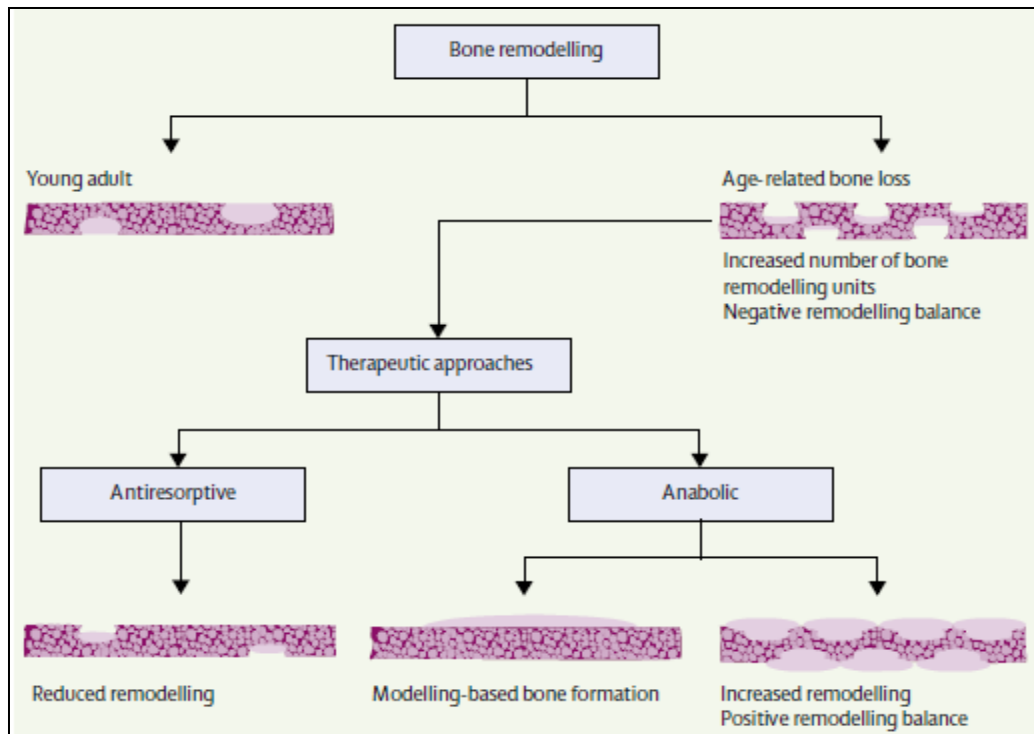 Bone remodelling
Young adult
Age-related bone loss
Increased number of bone
remodelling units
Negative remodelling balance
Therapeutic approaches
Antiresorptive
Anabolic
Reduced remodelling
Modelling-based bone formation
Increased remodelling
Positive remodelling balance